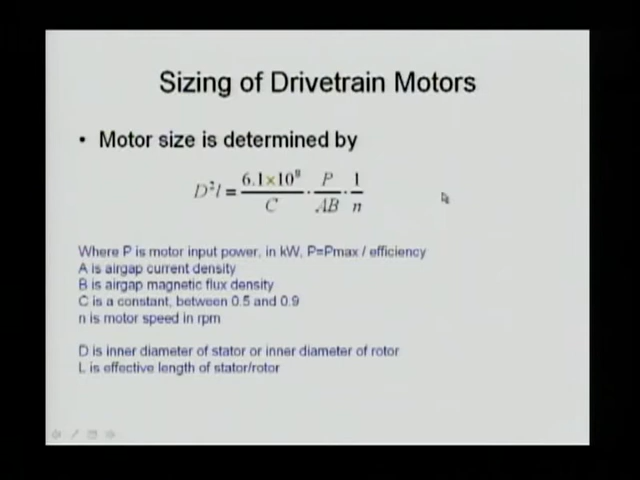 Sizing of Drivetrain Motors
• Motor size is determined by
D²l = 6.1×10⁸/C · P/AB · 1/n
Where P is motor input power, in kW, P=Pmax / efficiency
A is airgap current density
B is airgap magnetic flux density
C is a constant, between 0.5 and 0.9
n is motor speed in rpm
D is inner diameter of stator or inner diameter of rotor
L is effective length of stator/rotor